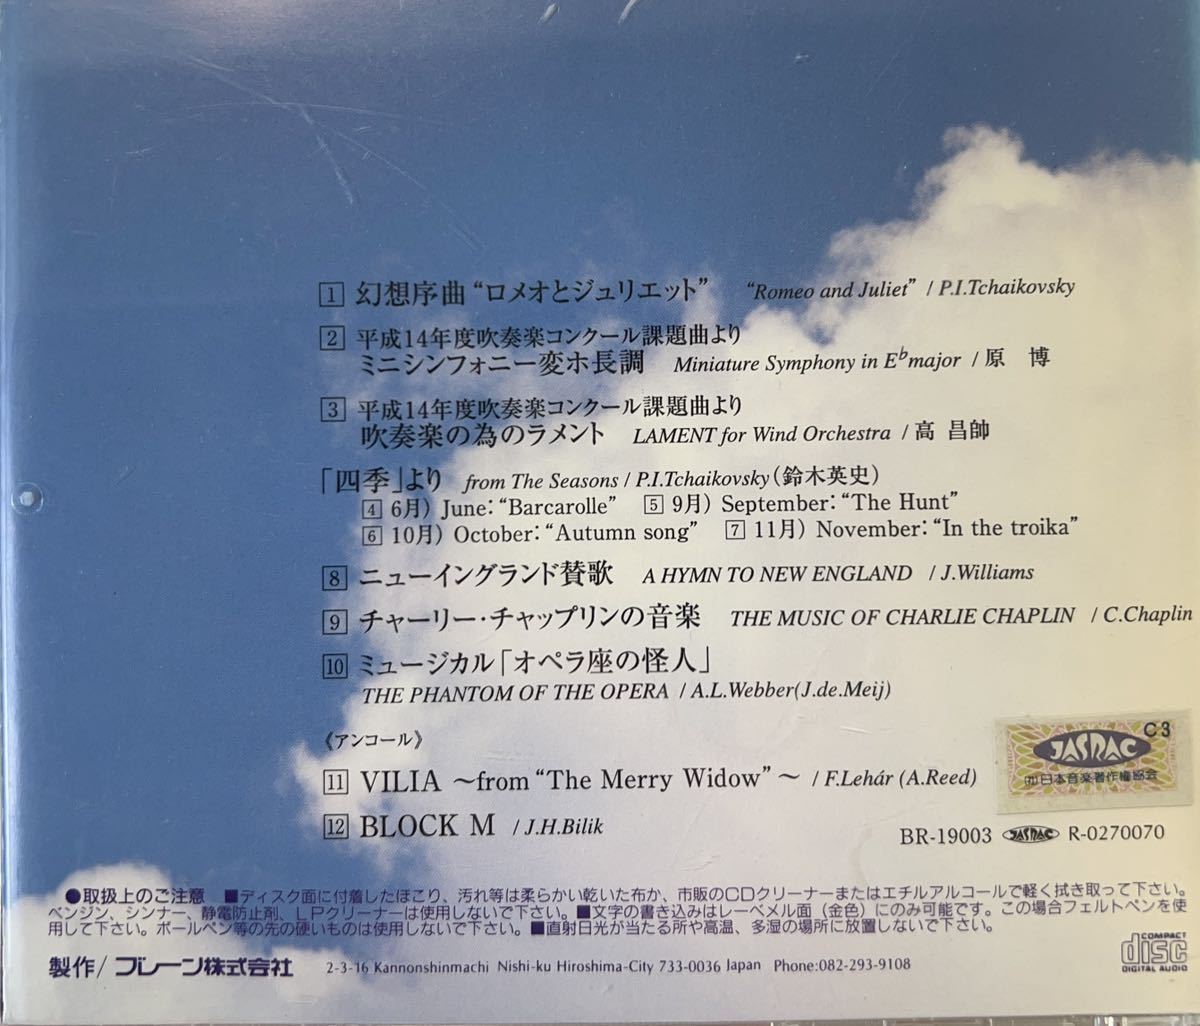 1 幻想序曲“ロメオとジュリエット” “Romeo and Juliet” / P.I.Tchaikovsky
2 平成14年度吹奏楽コンクール課題曲より
ミニシンフォニー変ホ長調 Miniature Symphony in E♭major / 原 博
3 平成14年度吹奏楽コンクール課題曲より
吹奏楽の為のラメント LAMENT for Wind Orchestra / 高 昌帥
「四季」より from The Seasons / P.I.Tchaikovsky(鈴木英史)
4 6月) June:“Barcarolle” 5 9月) September:“The Hunt”
6 10月) October:“Autumn song” 7 11月) November:“In the troika”
8 ニューイングランド賛歌 A HYMN TO NEW ENGLAND / J.Williams
9 チャーリー・チャップリンの音楽 THE MUSIC OF CHARLIE CHAPLIN / C.Chaplin
10 ミュージカル「オペラ座の怪人」
THE PHANTOM OF THE OPERA / A.L.Webber(J.de.Meij)
《アンコール》
11 VILIA ～from “The Merry Widow”～ / F.Lehár (A.Reed)
12 BLOCK M / J.H.Bilik
C3
JASRAC
㈶日本音楽著作権協会
BR-19003 JASRAC R-0270070
●取扱上のご注意 ■ディスク面に付着したほこり、汚れ等は柔らかい乾いた布か、市販のCDクリーナーまたはエチルアルコールで軽く拭き取って下さい。
ベンジン、シンナー、静電防止剤、LPクリーナーは使用しないで下さい。■文字の書き込みはレーベメル面（金色）にのみ可能です。この場合フェルトペンを使
用して下さい。ボールペン等の先の硬いものは使用しないで下さい。■直射日光が当たる所や高温、多湿の場所に放置しないで下さい。
製作/ブレーン株式会社 2-3-16 Kannonshinmachi Nishi-ku Hiroshima-City 733-0036 Japan Phone:082-293-9108
COMPACT
disc
DIGITAL AUDIO